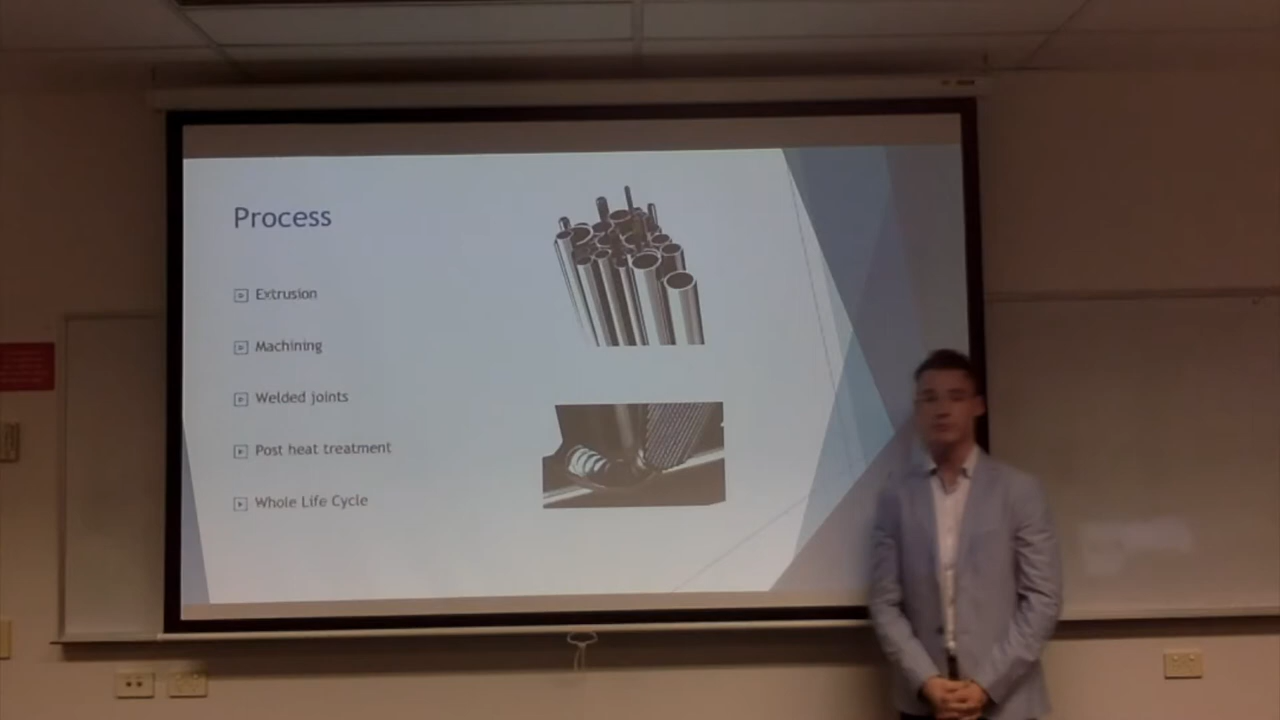 Process
Extrusion
Machining
Welded joints
Post heat treatment
Whole Life Cycle